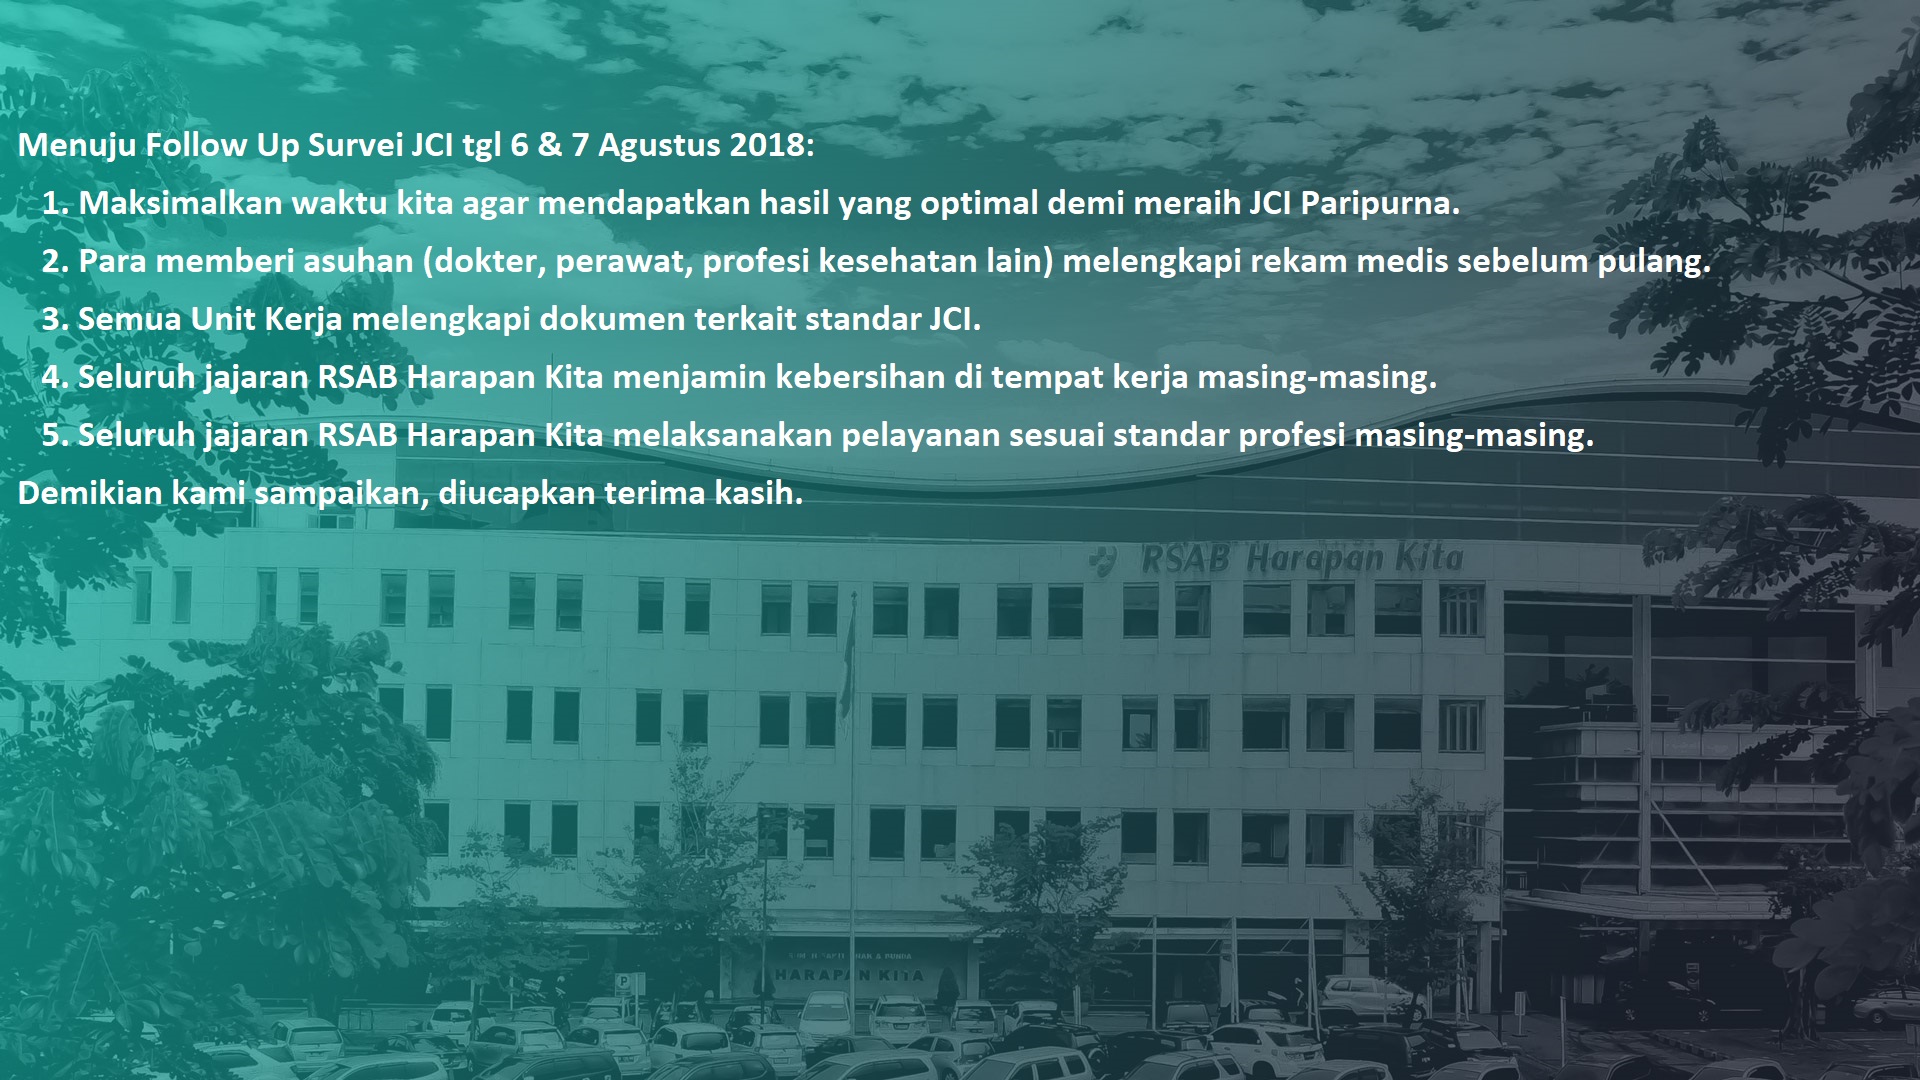 Menuju Follow Up Survei JCI tgl 6 & 7 Agustus 2018:
1. Maksimalkan waktu kita agar mendapatkan hasil yang optimal demi meraih JCI Paripurna.
2. Para memberi asuhan (dokter, perawat, profesi kesehatan lain) melengkapi rekam medis sebelum pulang.
3. Semua Unit Kerja melengkapi dokumen terkait standar JCI.
4. Seluruh jajaran RSAB Harapan Kita menjamin kebersihan di tempat kerja masing-masing.
5. Seluruh jajaran RSAB Harapan Kita melaksanakan pelayanan sesuai standar profesi masing-masing.
Demikian kami sampaikan, diucapkan terima kasih.
RSAB Harapan Kita
HARAPAN KITA
P